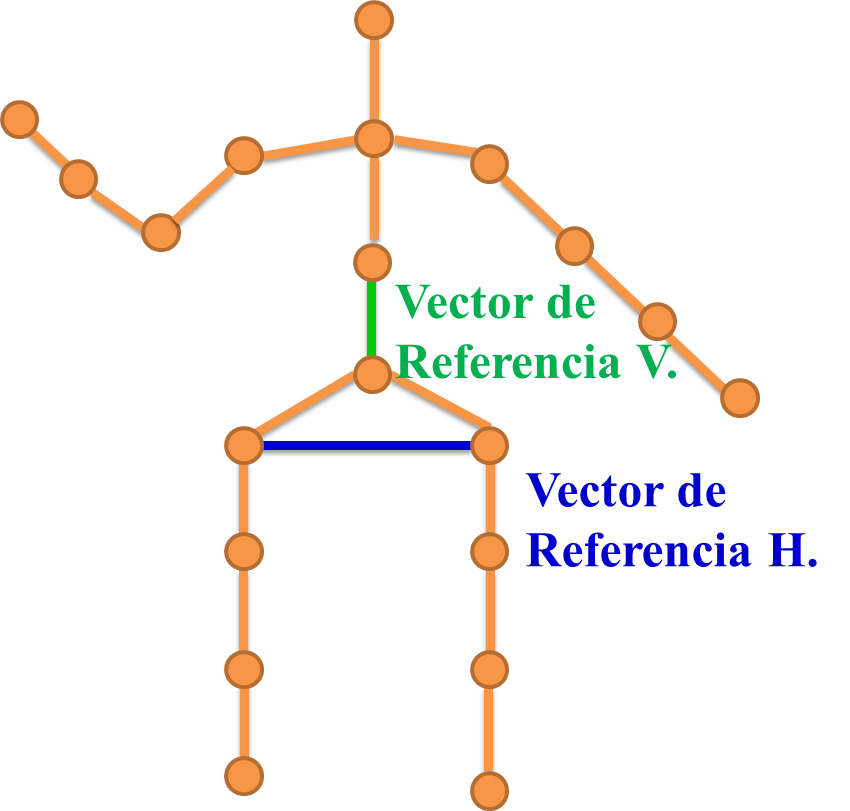 Vector de
Referencia V.
Vector de
Referencia H.